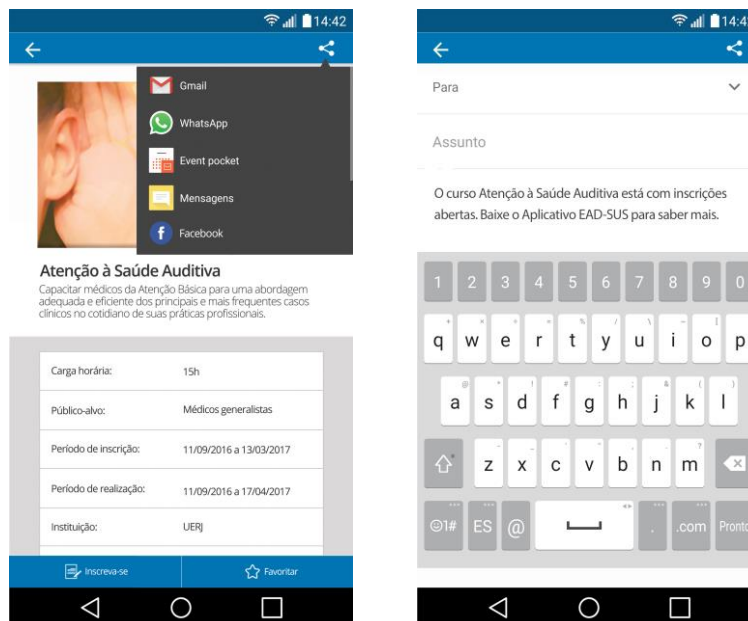 14:42
Gmail
WhatsApp
Event pocket
Mensagens
Facebook
Atenção à Saúde Auditiva
Capacitar médicos da Atenção Básica para uma abordagem
adequada e eficiente dos principais e mais frequentes casos
clínicos no cotidiano de suas práticas profissionais.
Carga horária: 15h
Público-alvo: Médicos generalistas
Período de inscrição: 11/09/2016 a 13/03/2017
Período de realização: 11/09/2016 a 17/04/2017
Instituição: UERJ
Inscreva-se Favoritar
14:4
Para
Assunto
O curso Atenção à Saúde Auditiva está com inscrições
abertas. Baixe o Aplicativo EAD-SUS para saber mais.
1 2 3 4 5 6 7 8 9 0
q w e r t y u i o p
a s d f g h j k l
z x c v b n m
1# ES @ . .com Pronto